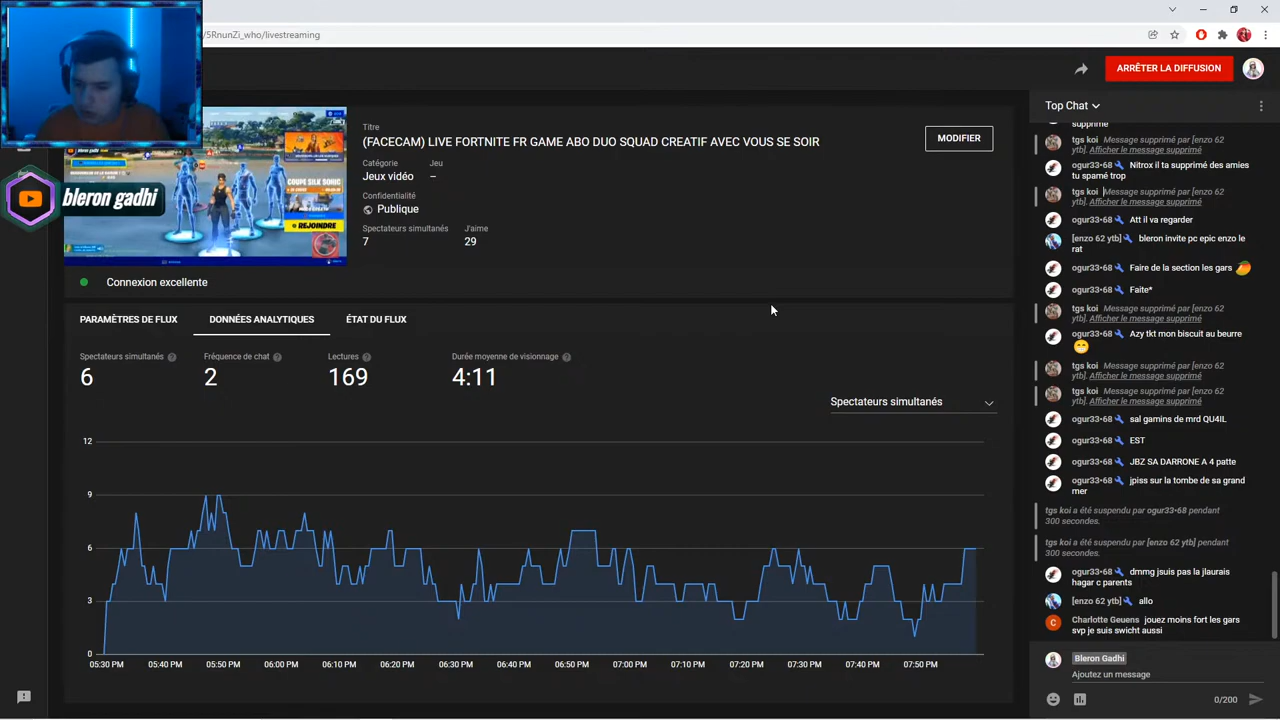 /5RnunZi_who/livestreaming
ARRÊTER LA DIFFUSION
bleron gadhi
COUPE SILK SONIC
REJOINDRE
Titre
(FACECAM) LIVE FORTNITE FR GAME ABO DUO SQUAD CREATIF AVEC VOUS SE SOIR
MODIFIER
Catégorie
Jeu
Jeux vidéo
–
Confidentialité
Publique
Spectateurs simultanés
J'aime
7
29
Connexion excellente
PARAMÈTRES DE FLUX
DONNÉES ANALYTIQUES
ÉTAT DU FLUX
Spectateurs simultanés
Fréquence de chat
Lectures
Durée moyenne de visionnage
6
2
169
4:11
Spectateurs simultanés
12
9
6
3
0
05:30 PM
05:40 PM
05:50 PM
06:00 PM
06:10 PM
06:20 PM
06:30 PM
06:40 PM
06:50 PM
07:00 PM
07:10 PM
07:20 PM
07:30 PM
07:40 PM
07:50 PM
Top Chat
supprimé
tgs koi Message supprimé par [enzo 62
ytb]. Afficher le message supprimé
ogur33•68 Nitrox il ta supprimé des amies
tu spamé trop
tgs koi Message supprimé par [enzo 62
ytb]. Afficher le message supprimé
ogur33•68 Att il va regarder
[enzo 62 ytb] bleron invite pc epic enzo le
rat
ogur33•68 Faire de la section les gars
ogur33•68 Faite*
tgs koi Message supprimé par [enzo 62
ytb]. Afficher le message supprimé
ogur33•68 Azy tkt mon biscuit au beurre
tgs koi Message supprimé par [enzo 62
ytb]. Afficher le message supprimé
tgs koi Message supprimé par [enzo 62
ytb]. Afficher le message supprimé
ogur33•68 sal gamins de mrd QU4IL
ogur33•68 EST
ogur33•68 JBZ SA DARRONE A 4 patte
ogur33•68 jpiss sur la tombe de sa grand
mer
tgs koi a été suspendu par ogur33•68 pendant
300 secondes.
tgs koi a été suspendu par [enzo 62 ytb] pendant
300 secondes.
ogur33•68 dmmg jsuis pas la jlaurais
hagar c parents
[enzo 62 ytb] allo
C
Charlotte Geuens jouez moins fort les gars
svp je suis swicht aussi
Bleron Gadhi
Ajoutez un message
0/200